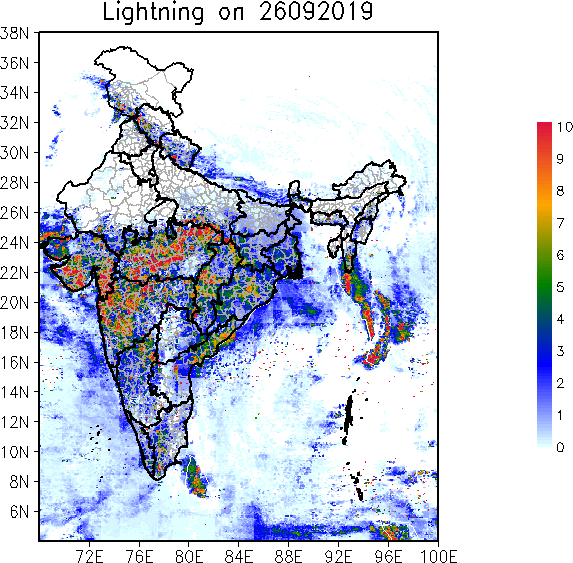 Lightning on 26092019
38N
36N
34N
32N
30N
28N
26N
24N
22N
20N
18N
16N
14N
12N
10N
8N
6N
72E 76E 80E 84E 88E 92E 96E 100E
10
9
8
7
6
5
4
3
2
1
0